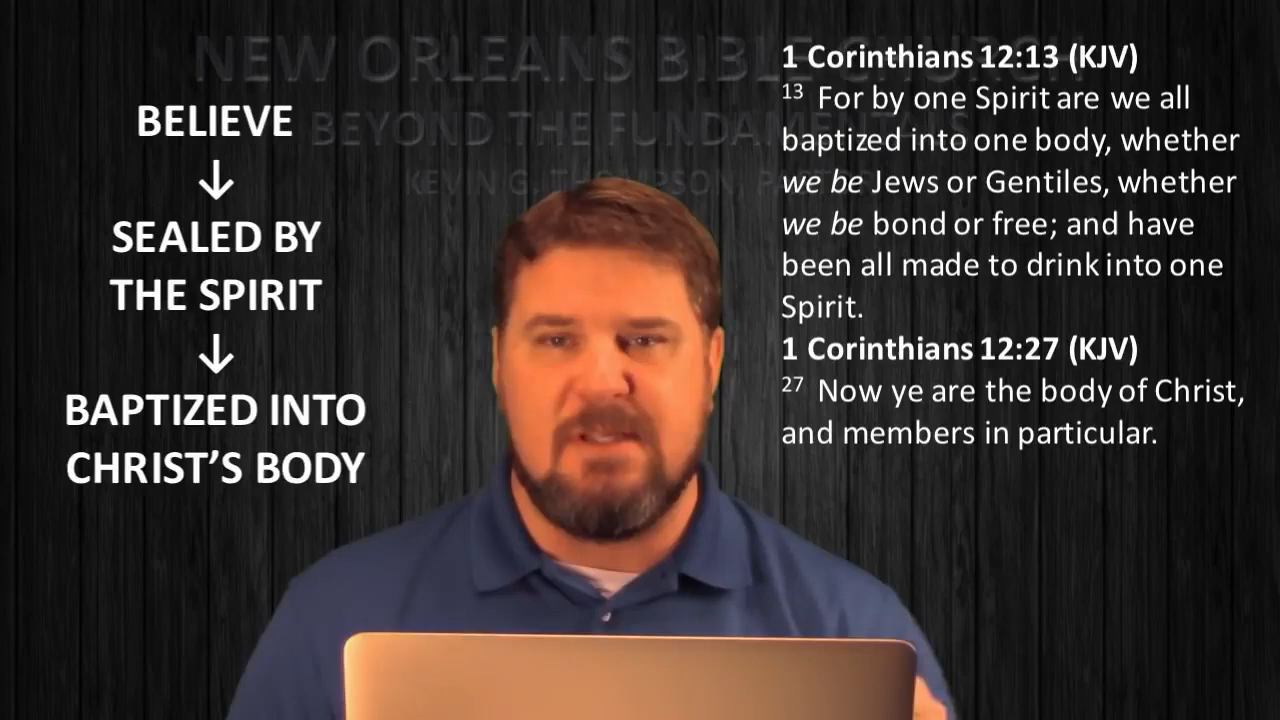 NEW ORLEANS BIBLE CHURCH
BEYOND THE FUNDAMENTALS
KEVIN G. THOMPSON,
BELIEVE
↓
SEALED BY
THE SPIRIT
↓
BAPTIZED INTO
CHRIST’S BODY
1 Corinthians 12:13 (KJV)
13 For by one Spirit are we all
baptized into one body, whether
we be Jews or Gentiles, whether
we be bond or free; and have
been all made to drink into one
Spirit.
1 Corinthians 12:27 (KJV)
27 Now ye are the body of Christ,
and members in particular.